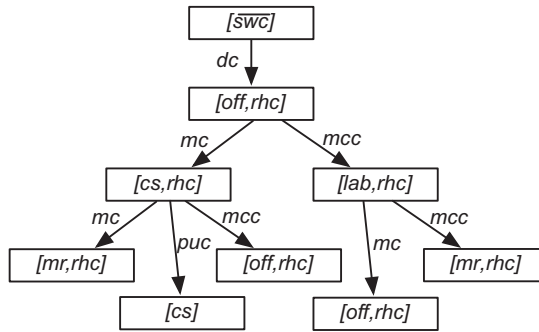 [s̅w̅c̅]
dc
[off,rhc]
mc mcc
[cs,rhc] [lab,rhc]
mc puc mcc mc mcc
[mr,rhc] [off,rhc] [mr,rhc]
[cs] [off,rhc]